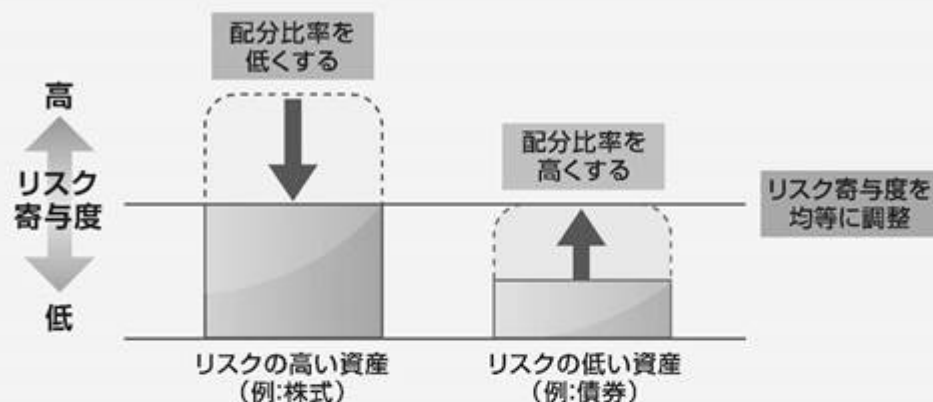 配分比率を
低くする
高
リスク
寄与度
低
配分比率を
高くする
リスク寄与度を
均等に調整
リスクの高い資産
(例:株式)
リスクの低い資産
(例:債券)